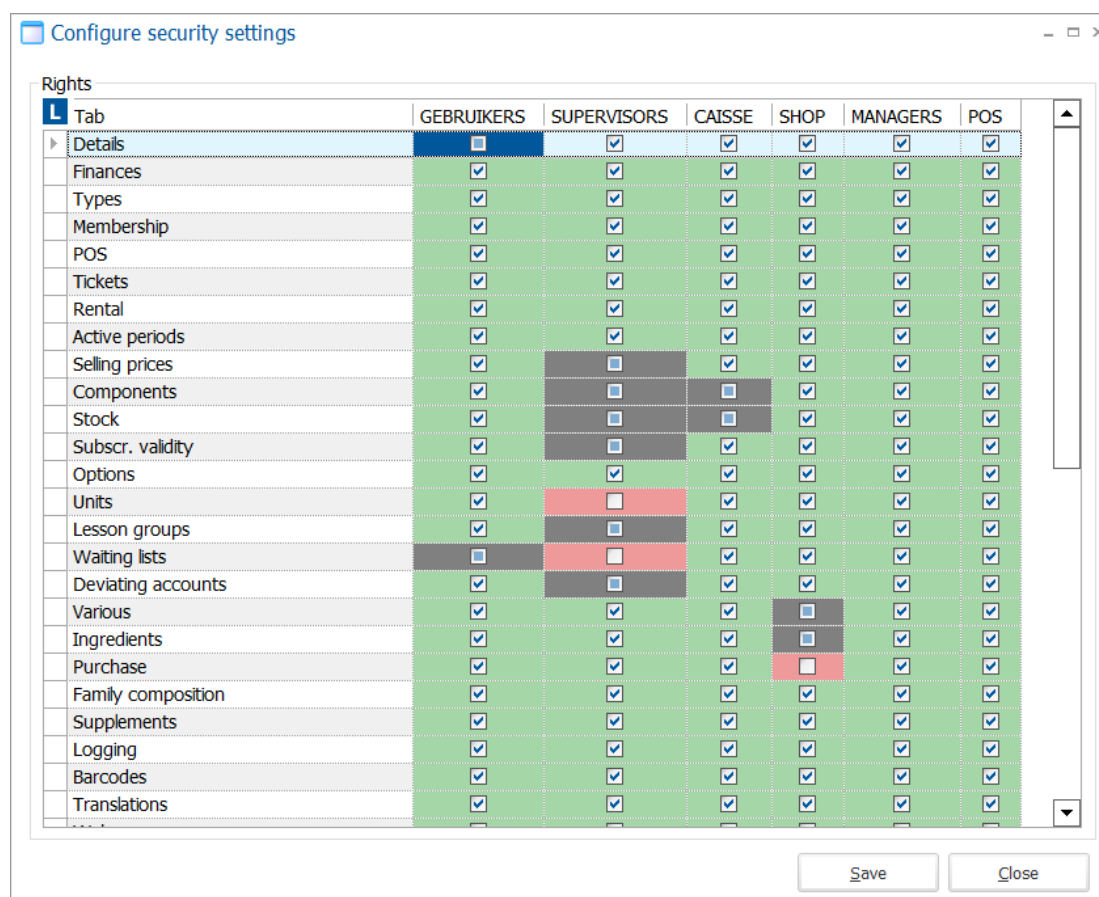 Configure security settings
Rights
L Tab GEBRUIKERS SUPERVISORS CAISSE SHOP MANAGERS POS
Details
Finances
Types
Membership
POS
Tickets
Rental
Active periods
Selling prices
Components
Stock
Subscr. validity
Options
Units
Lesson groups
Waiting lists
Deviating accounts
Various
Ingredients
Purchase
Family composition
Supplements
Logging
Barcodes
Translations
Save Close